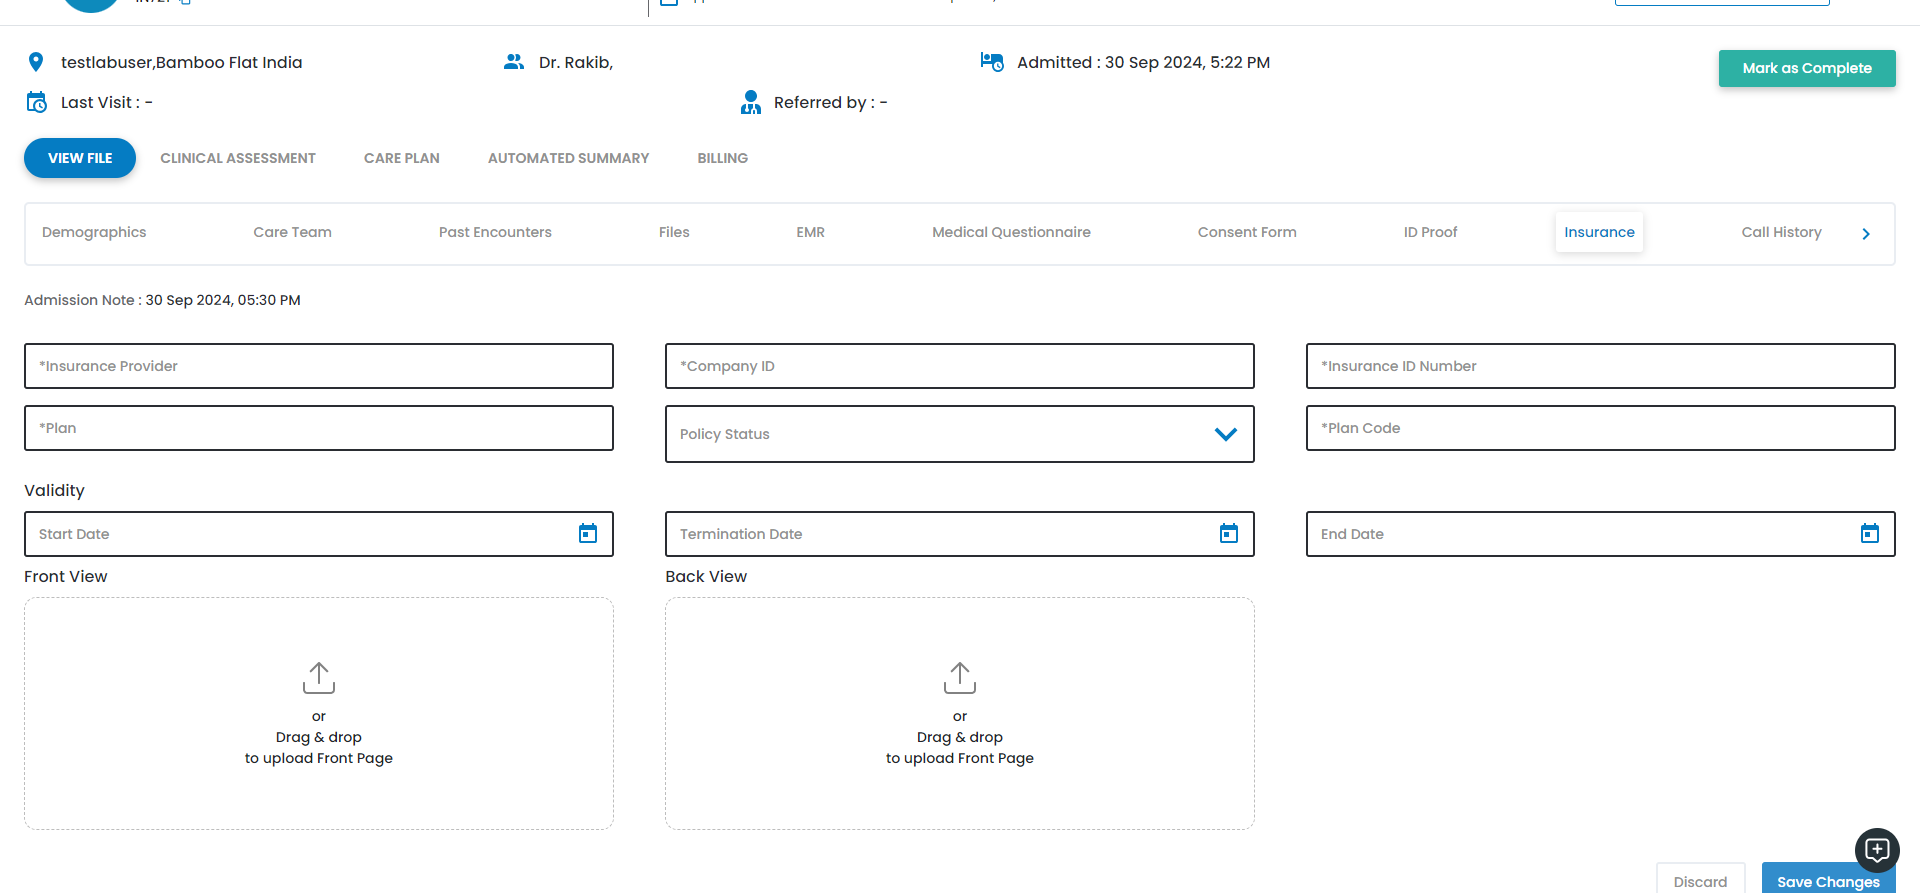 testlabuser,Bamboo Flat India
Dr. Rakib,
Admitted : 30 Sep 2024, 5:22 PM
Mark as Complete
Last Visit : -
Referred by : -
VIEW FILE
CLINICAL ASSESSMENT
CARE PLAN
AUTOMATED SUMMARY
BILLING
Demographics
Care Team
Past Encounters
Files
EMR
Medical Questionnaire
Consent Form
ID Proof
Insurance
Call History
Admission Note : 30 Sep 2024, 05:30 PM
*Insurance Provider
*Company ID
*Insurance ID Number
*Plan
Policy Status
*Plan Code
Validity
Start Date
Termination Date
End Date
Front View
Back View
or
Drag & drop
to upload Front Page
or
Drag & drop
to upload Front Page
Discard
Save Changes